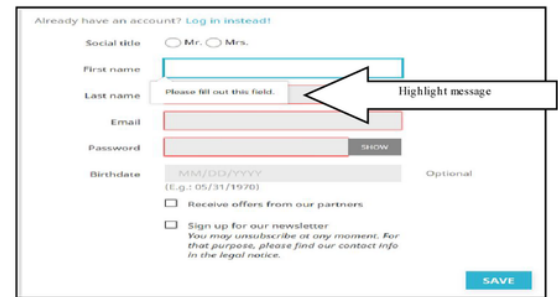 Already have an account? Log in instead!
Social title Mr. Mrs.
First name
Last name Please fill out this field. Highlight message
Email
Password SHOW
Birthdate MM/DD/YYYY Optional
(E.g.: 05/31/1970)
Receive offers from our partners
Sign up for our newsletter
You may unsubscribe at any moment. For
that purpose, please find our contact info
in the legal notice.
SAVE